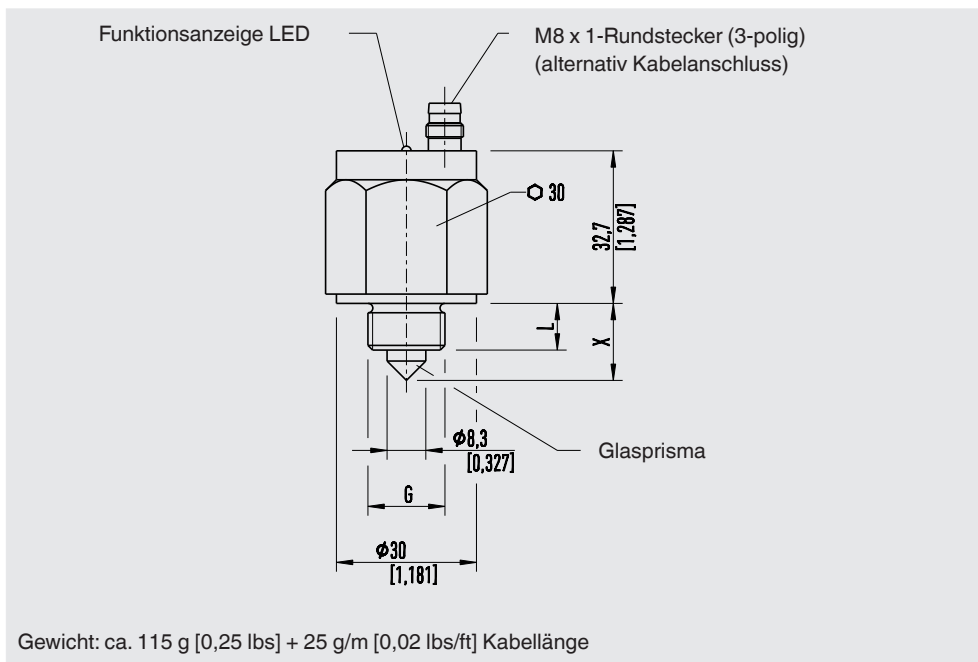 Funktionsanzeige LED
M8 x 1-Rundstecker (3-polig)
(alternativ Kabelanschluss)
30
32,7
[1,287]
L
X
ϕ8,3
[0,327]
Glasprisma
G
ϕ30
[1,181]
Gewicht: ca. 115 g [0,25 lbs] + 25 g/m [0,02 lbs/ft] Kabellänge